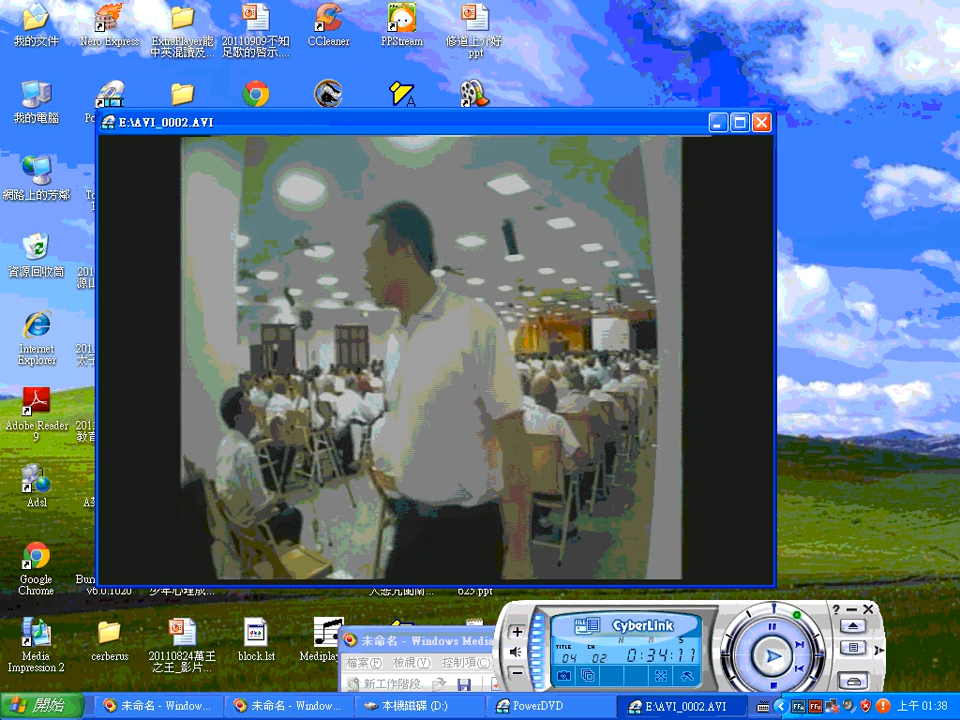 我的文件
Nero Express
ExtraPlayer能
中英混讀及...
20110909不知
足歌的啓示....
CCleaner
PPStream
修道上介好
ppt
我的電腦
E:\AVI_0002.AVI
網路上的芳鄰
資源回收筒
Internet
Explorer
Adobe Reader
9
Adsl
Google
Chrome
v6.0.1020
623.ppt
Media
Impression 2
cerberus
20110824萬王
之王_影片...
block.lst
未命名 - Windows Media
檔案(F)
檢視(V)
控制項(C)
新工作階段
CyberLink
H M S
TITLE
04
CH
02
0:34:11
開始
未命名 - Window...
未命名 - Window...
本機磁碟 (D:)
PowerDVD
E:\AVI_0002.AVI
上午 01:38